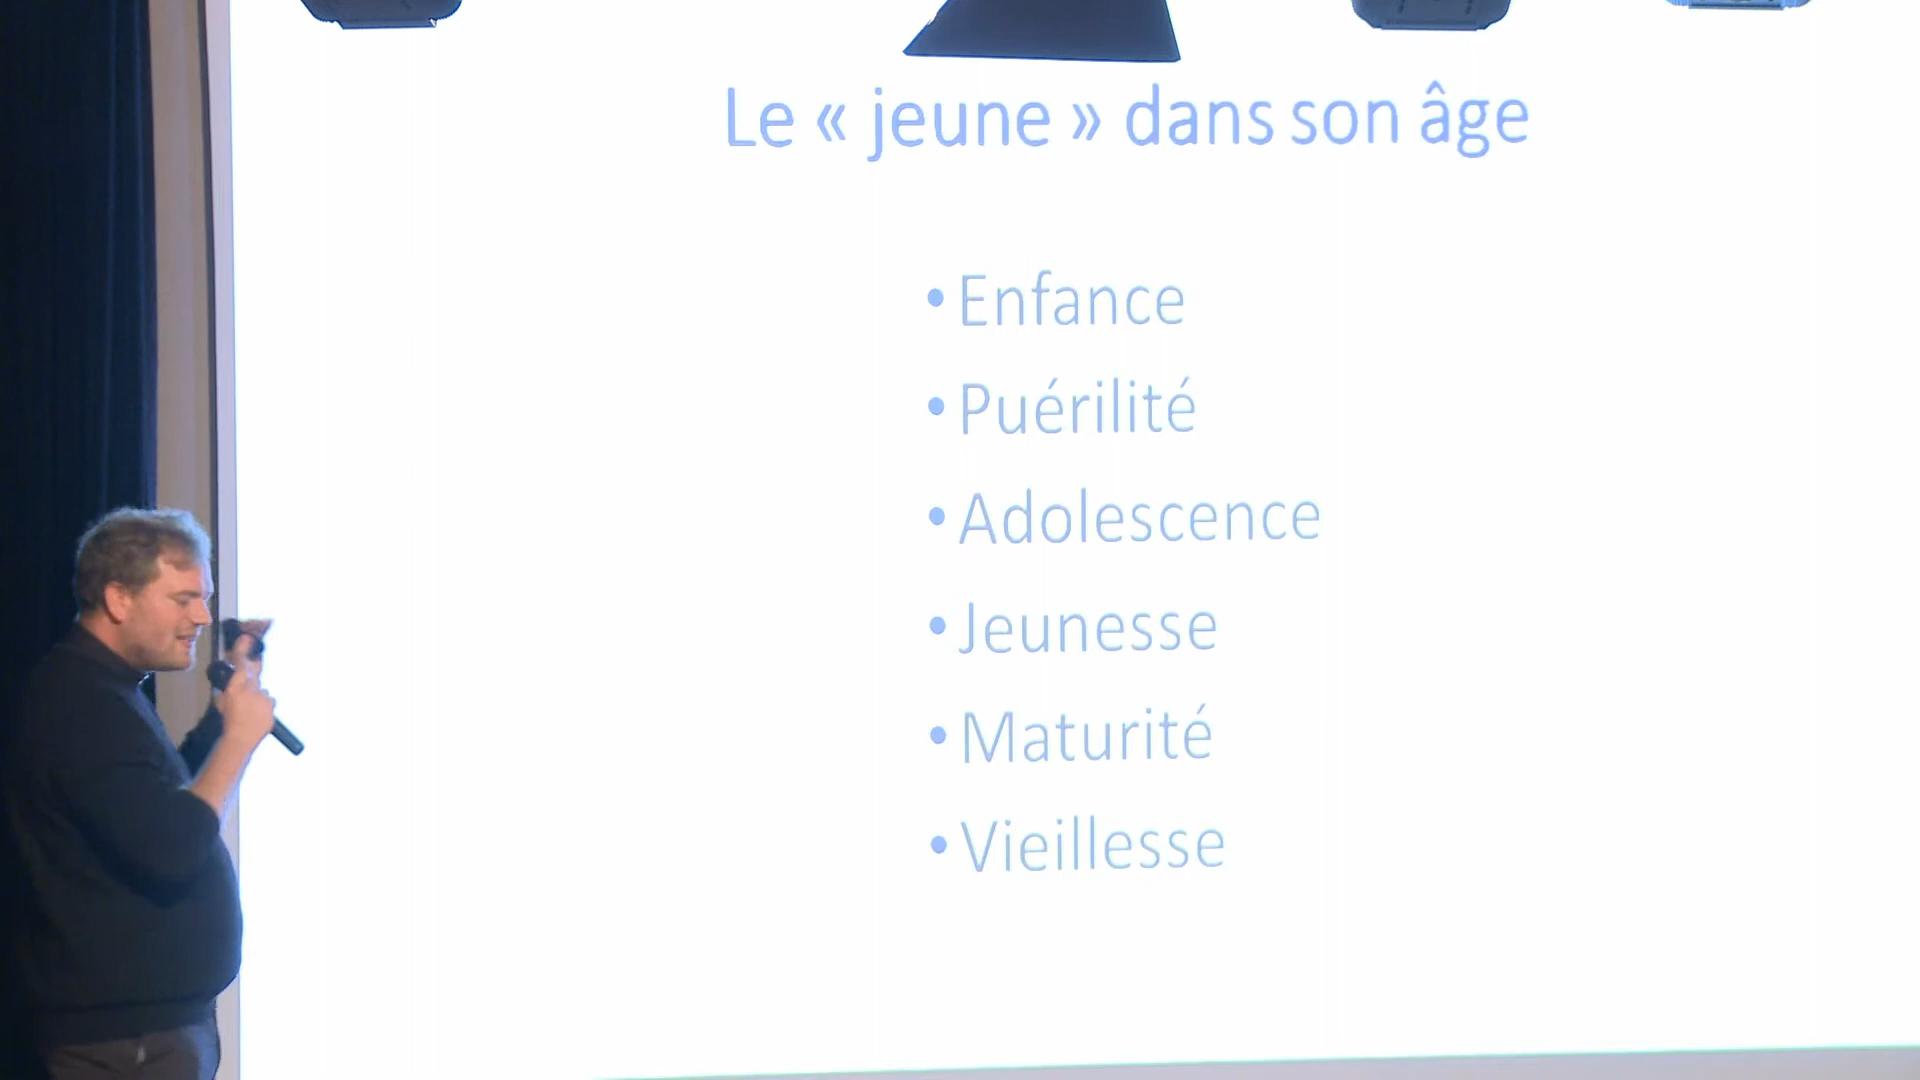 Le « jeune » dans son âge
• Enfance
• Puérilité
• Adolescence
• Jeunesse
• Maturité
• Vieillesse